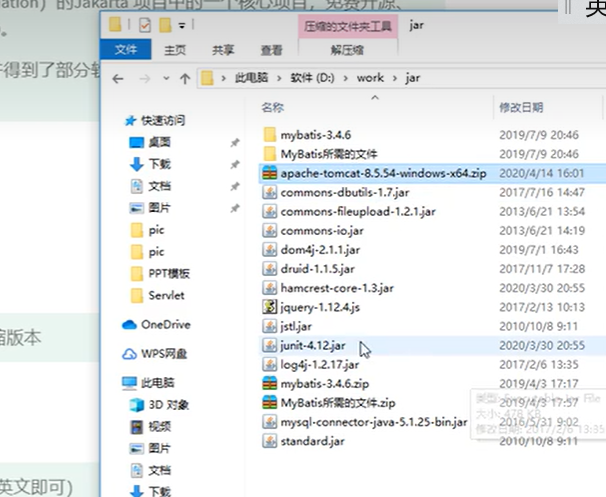 ation）的Jakarta 项目中的一个核心项目，免费开源、
英
压缩的文件夹工具 jar
文件 主页 共享 查看 解压缩
此电脑 › 软件 (D:) › work › jar
名称 修改日期
快速访问
桌面
下载
文档
图片
pic
pic
PPT模板
Servlet
OneDrive
WPS网盘
此电脑
3D 对象
视频
图片
文档
下载
mybatis-3.4.6 2019/7/9 20:46
MyBatis所需的文件 2019/7/9 20:46
apache-tomcat-8.5.54-windows-x64.zip 2020/4/14 16:01
commons-dbutils-1.7.jar 2017/7/16 14:47
commons-fileupload-1.2.1.jar 2013/6/21 13:54
commons-io.jar 2013/6/21 14:19
dom4j-2.1.1.jar 2019/7/1 16:43
druid-1.1.5.jar 2017/11/7 17:28
hamcrest-core-1.3.jar 2020/3/30 20:55
jquery-1.12.4.js 2017/2/13 10:13
jstl.jar 2010/10/8 9:11
junit-4.12.jar 2020/3/30 20:55
log4j-1.2.17.jar 2017/2/6 13:35
mybatis-3.4.6.zip 2019/4/3 17:17
MyBatis所需的文件.zip 2019/4/3 17:57
mysql-connector-java-5.1.25-bin.jar 2016/5/31 9:02
standard.jar 2010/10/8 9:11
类型: Executable Jar File
大小: 478 KB
修改日期: 2017/2/6 13:35
得到了部分
缩版本
英文即可)